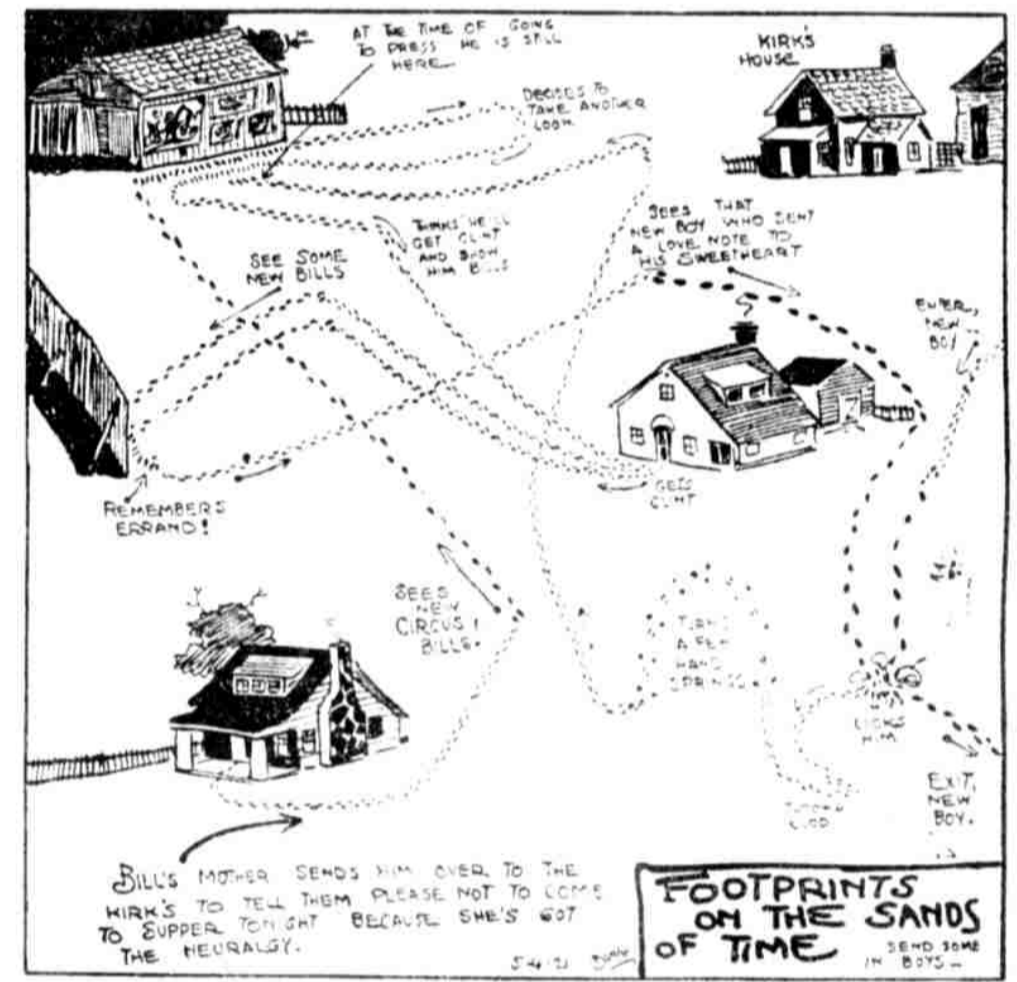 AT THE TIME OF GOING
TO PRESS HE IS STILL
HERE—
KIRK'S
HOUSE
DECIDES TO
TAKE ANOTHER
LOOK
THINKS HE'LL
GET CLINT
AND SHOW
HIM BILLS
SEES THAT
NEW BOY WHO SENT
A LOVE NOTE TO
HIS SWEETHEART
SEE SOME
NEW BILLS
ENTER,
NEW
BOY
GETS
CLINT
REMEMBERS
ERRAND!
SEES
NEW
CIRCUS
BILLS.
TURNS
A FEW
HAND
SPRINGS
LICKS
HIM
EXIT,
NEW
BOY.
BILL'S MOTHER SENDS HIM OVER TO THE
KIRK'S TO TELL THEM PLEASE NOT TO COME
TO SUPPER TONIGHT BECAUSE SHE'S GOT
THE NEURALGY.
5-4-21
FOOTPRINTS
ON THE SANDS
OF TIME
SEND SOME
IN BOYS—